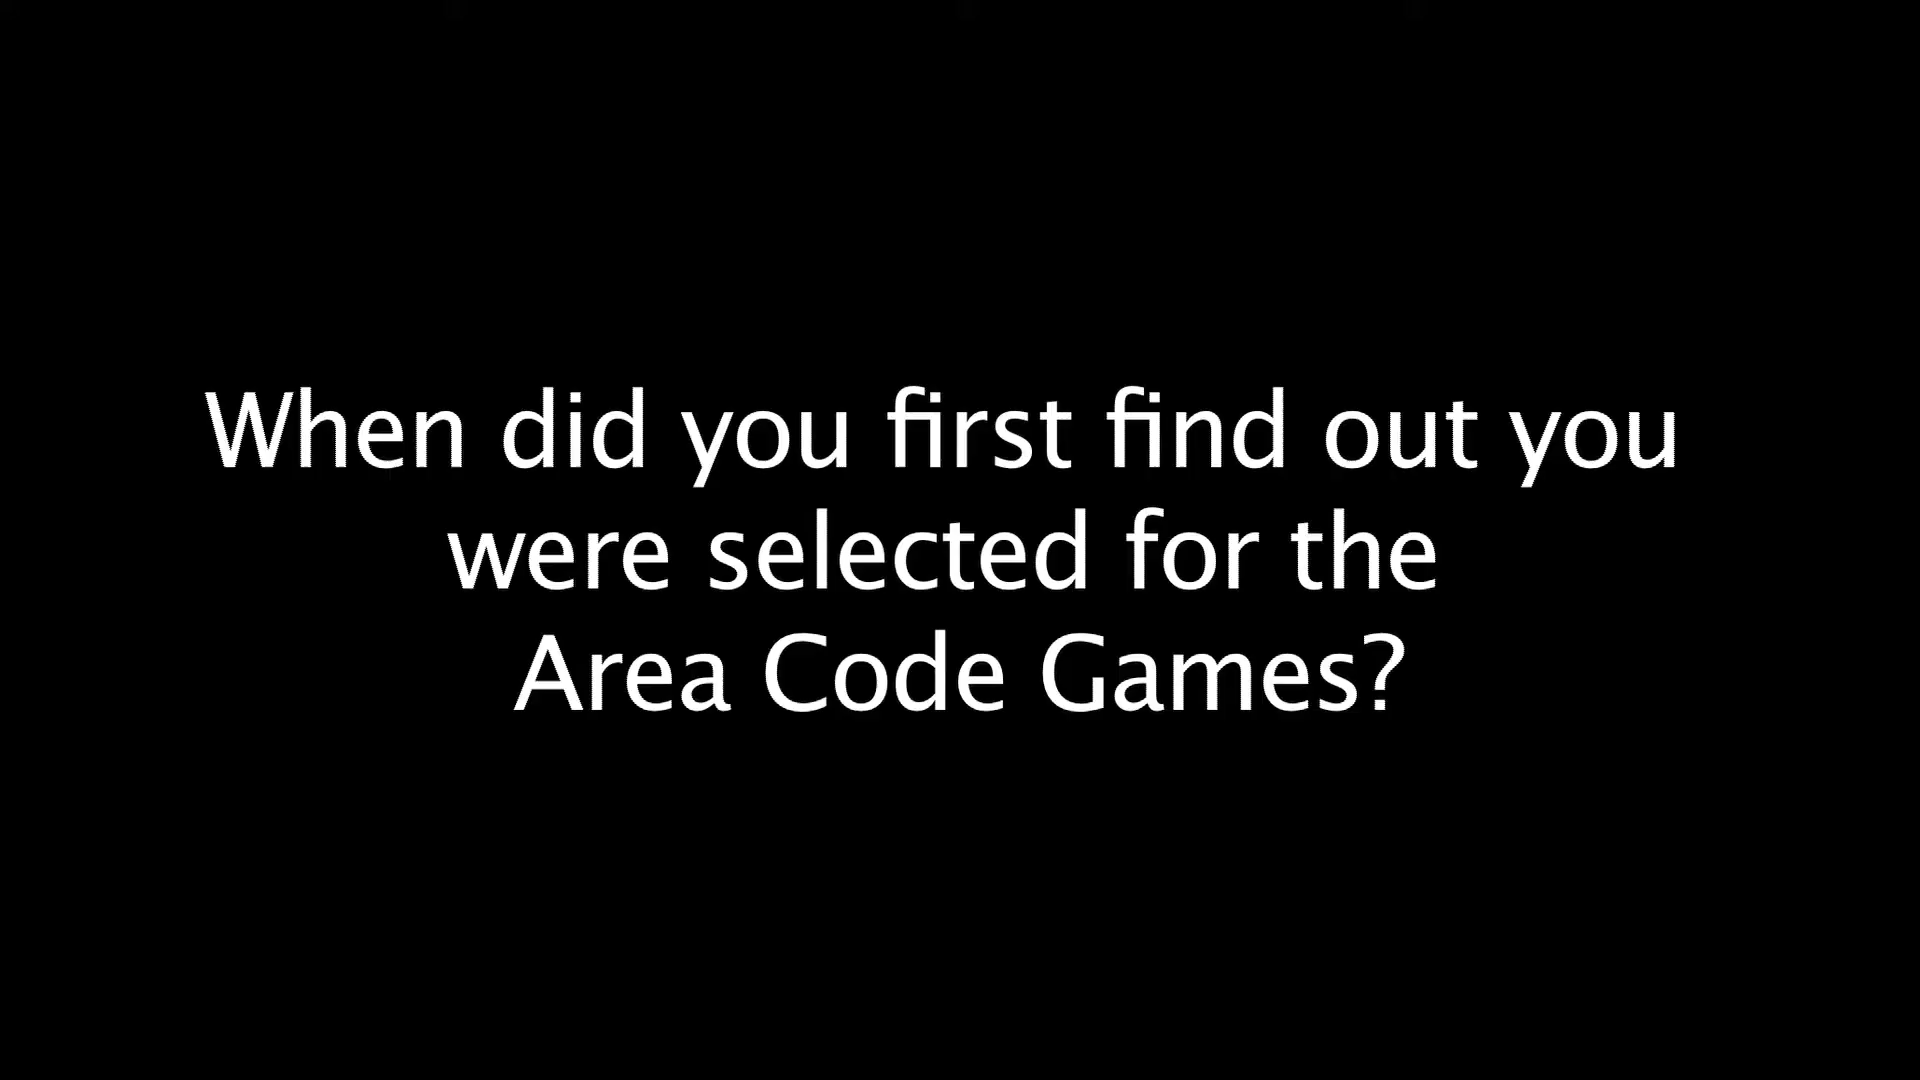 When did you first find out you
were selected for the
Area Code Games?